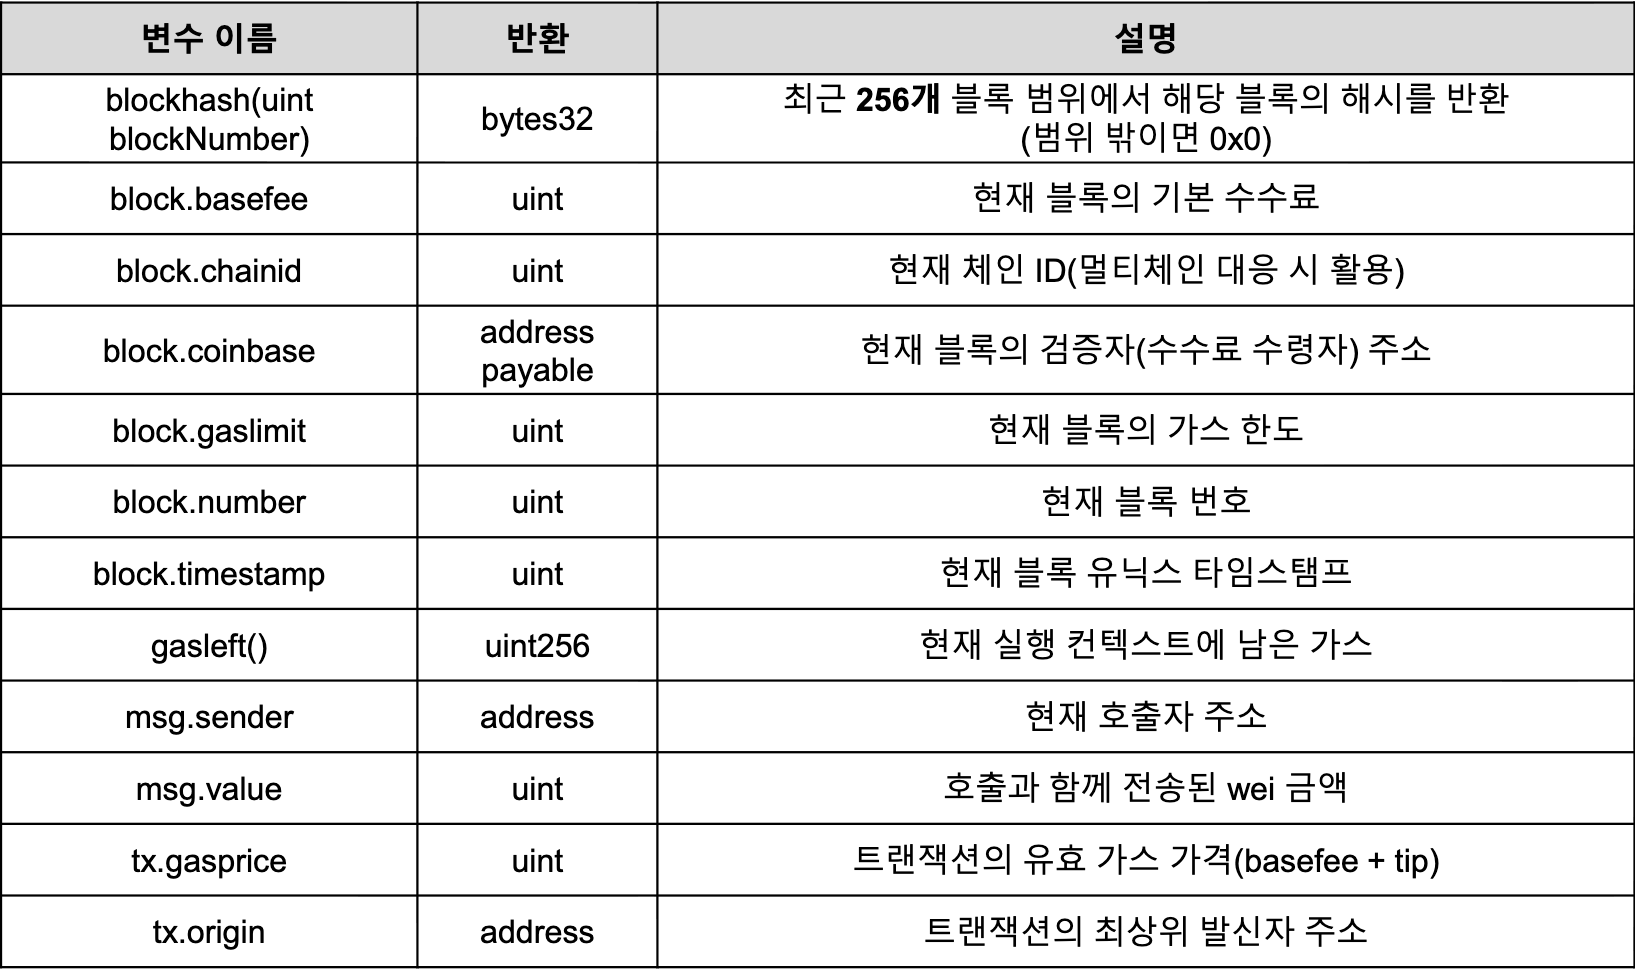 변수 이름 반환 설명
blockhash(uint
blockNumber)
bytes32
최근 256개 블록 범위에서 해당 블록의 해시를 반환
(범위 밖이면 0x0)
block.basefee uint 현재 블록의 기본 수수료
block.chainid uint 현재 체인 ID(멀티체인 대응 시 활용)
block.coinbase
address
payable
현재 블록의 검증자(수수료 수령자) 주소
block.gaslimit uint 현재 블록의 가스 한도
block.number uint 현재 블록 번호
block.timestamp uint 현재 블록 유닉스 타임스탬프
gasleft() uint256 현재 실행 컨텍스트에 남은 가스
msg.sender address 현재 호출자 주소
msg.value uint 호출과 함께 전송된 wei 금액
tx.gasprice uint 트랜잭션의 유효 가스 가격(basefee + tip)
tx.origin address 트랜잭션의 최상위 발신자 주소